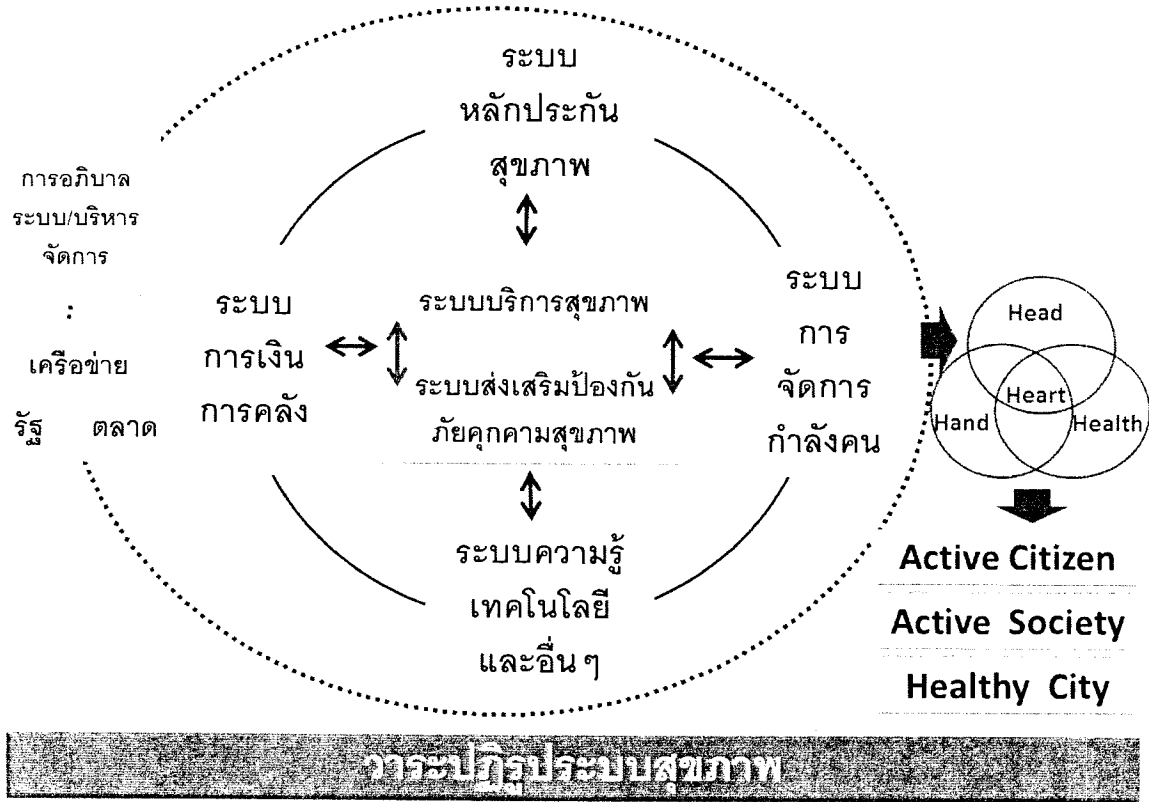 ระบบ
หลักประกัน
สุขภาพ
การอภิบาล
ระบบ/บริหาร
จัดการ
:
เครือข่าย
รัฐ ตลาด
ระบบ
การเงิน
การคลัง
ระบบบริการสุขภาพ
ระบบส่งเสริมป้องกัน
ภัยคุกคามสุขภาพ
ระบบ
การ
จัดการ
กำลังคน
ระบบความรู้
เทคโนโลยี
และอื่น ๆ
Head
Heart
Hand Health
Active Citizen
Active Society
Healthy City
วาระปฏิรูประบบสุขภาพ